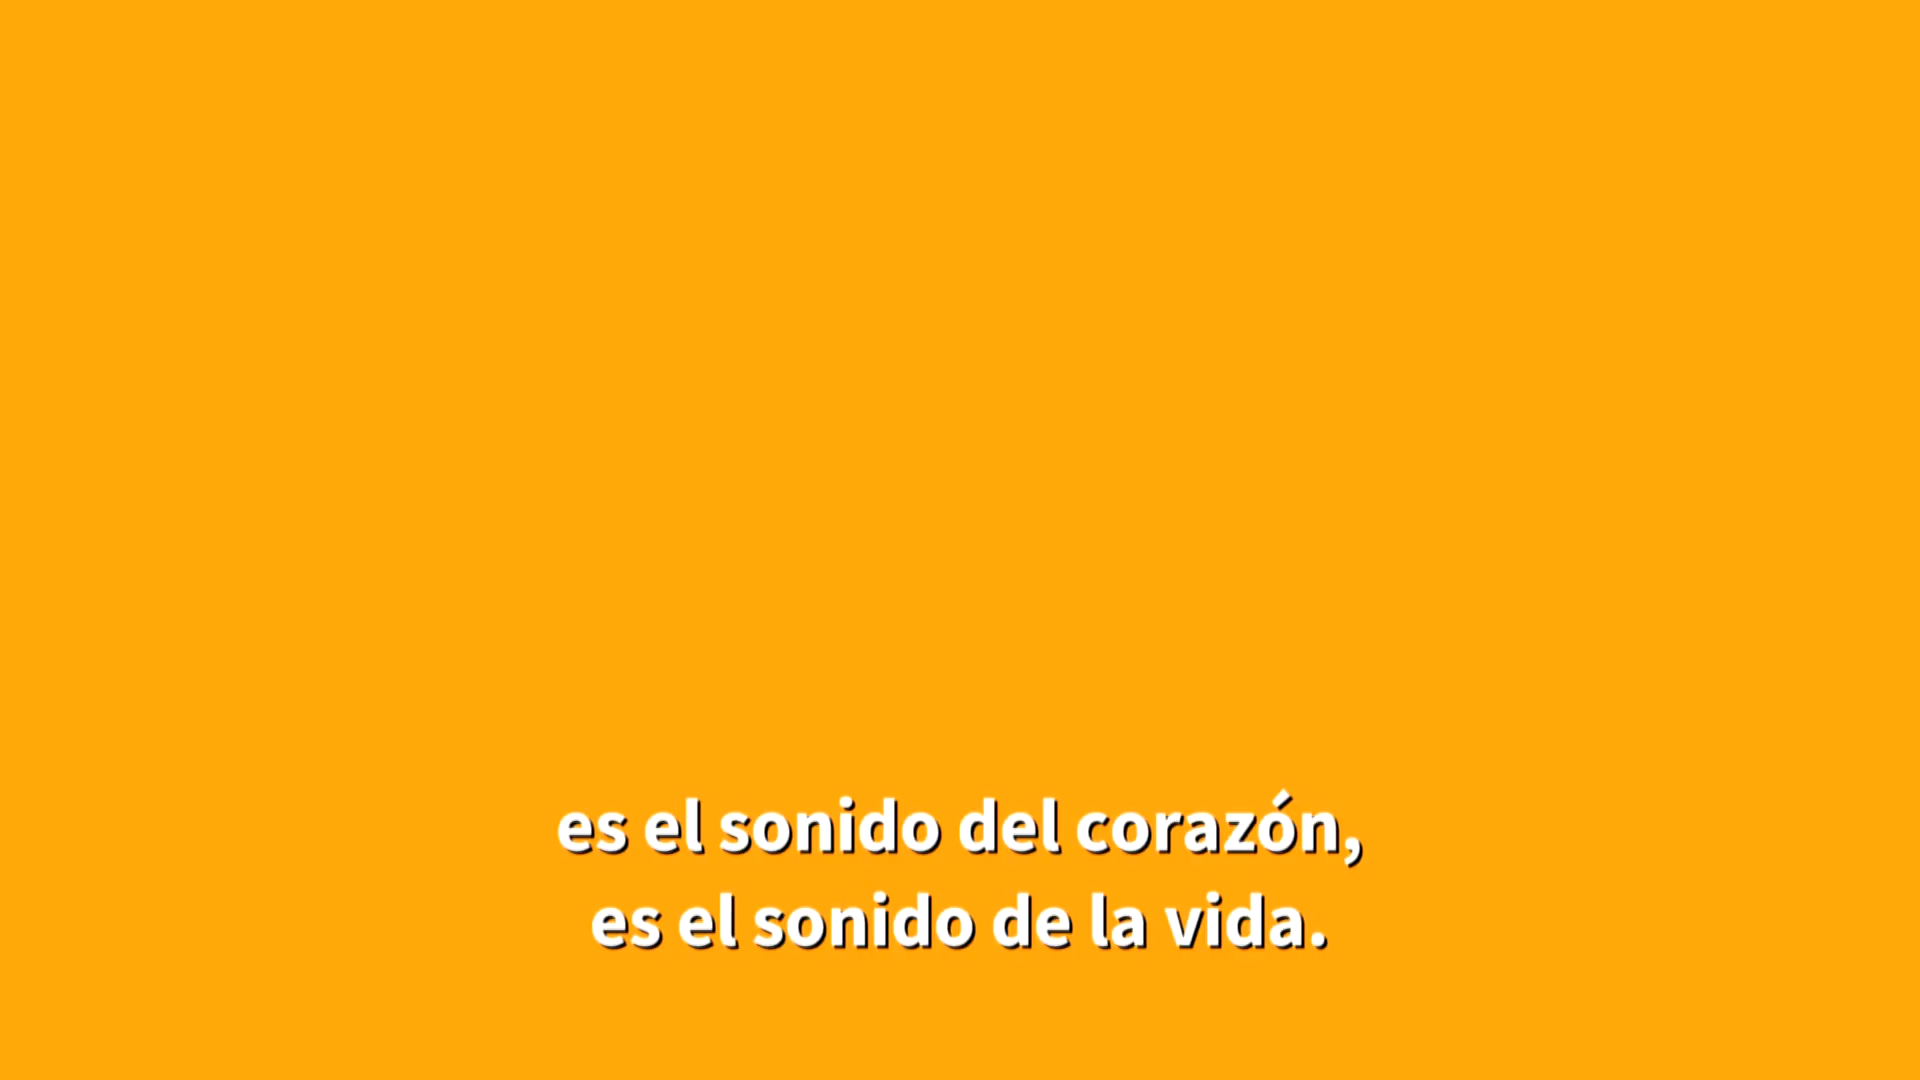 es el sonido del corazón,
es el sonido de la vida.